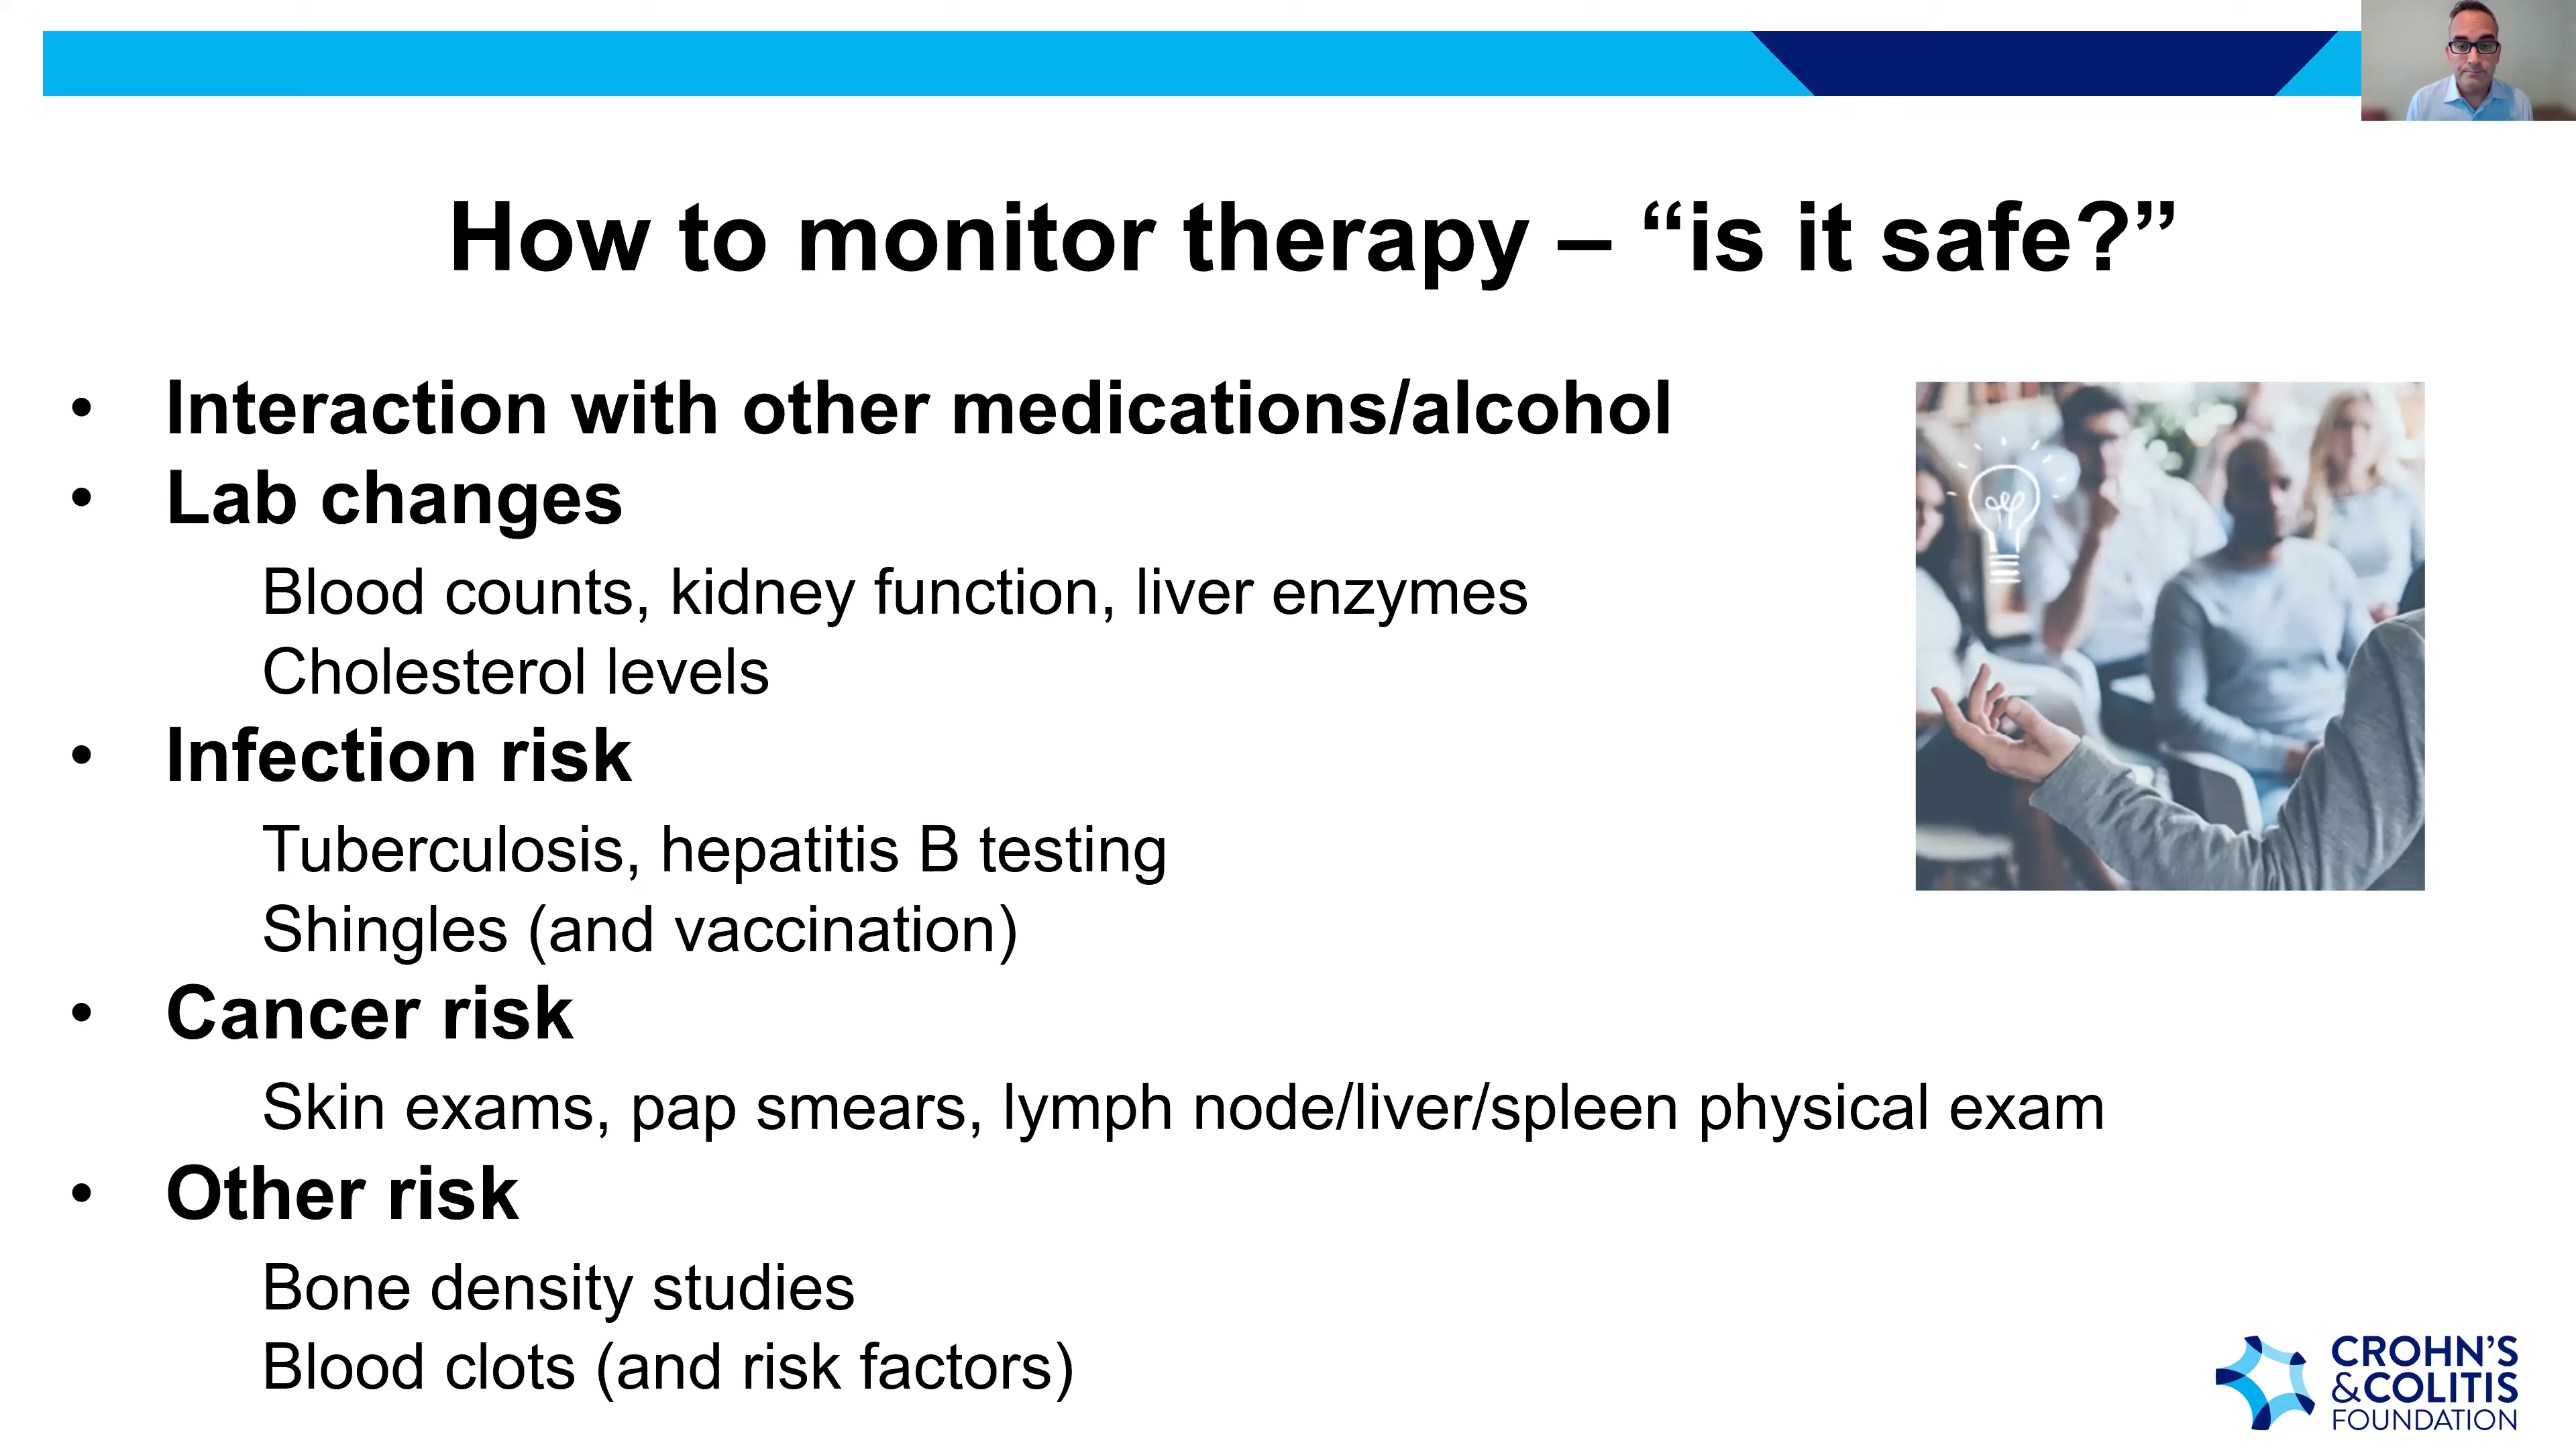 How to monitor therapy – “is it safe?”
• Interaction with other medications/alcohol
• Lab changes
Blood counts, kidney function, liver enzymes
Cholesterol levels
• Infection risk
Tuberculosis, hepatitis B testing
Shingles (and vaccination)
• Cancer risk
Skin exams, pap smears, lymph node/liver/spleen physical exam
• Other risk
Bone density studies
Blood clots (and risk factors)
CROHN’S
&COLITIS
FOUNDATION